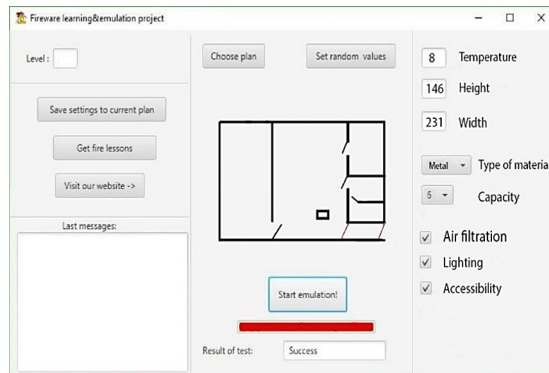 Fireware learning&emulation project
Level :
Save settings to current plan
Get fire lessons
Visit our website ->
Last messages:
Choose plan
Set random values
Start emulation!
Result of test: Success
8 Temperature
146 Height
231 Width
Metal Type of materia
6 Capacity
Air filtration
Lighting
Accessibility